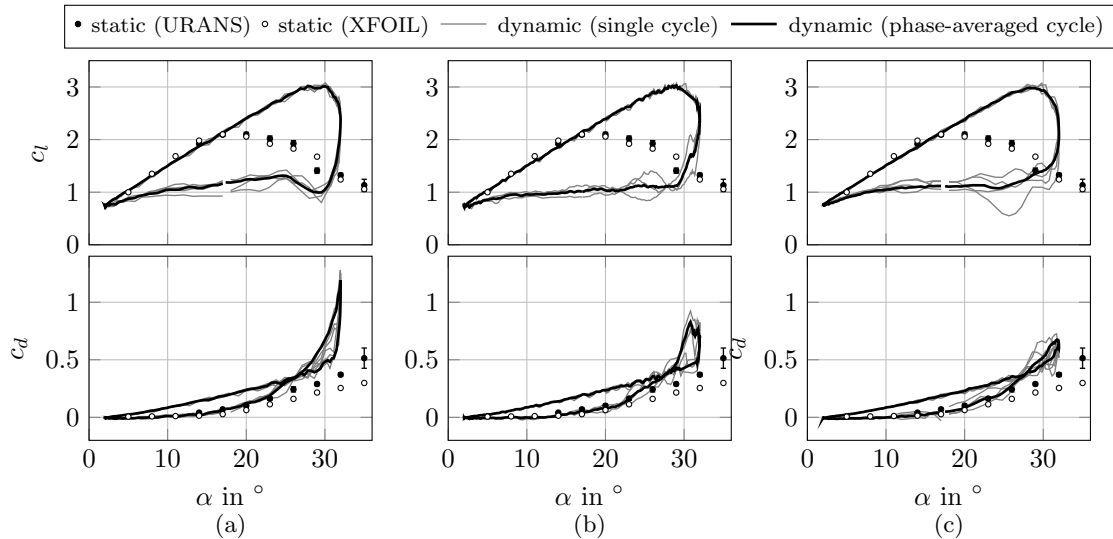 static (URANS) static (XFOIL) dynamic (single cycle) dynamic (phase-averaged cycle)
3
2
1
0
c_l
3
2
1
0
3
2
1
0
1
0.5
0
c_d
1
0.5
0
c_d
1
0.5
0
0 10 20 30
0 10 20 30
0 10 20 30
α in °
α in °
α in °
(a)
(b)
(c)